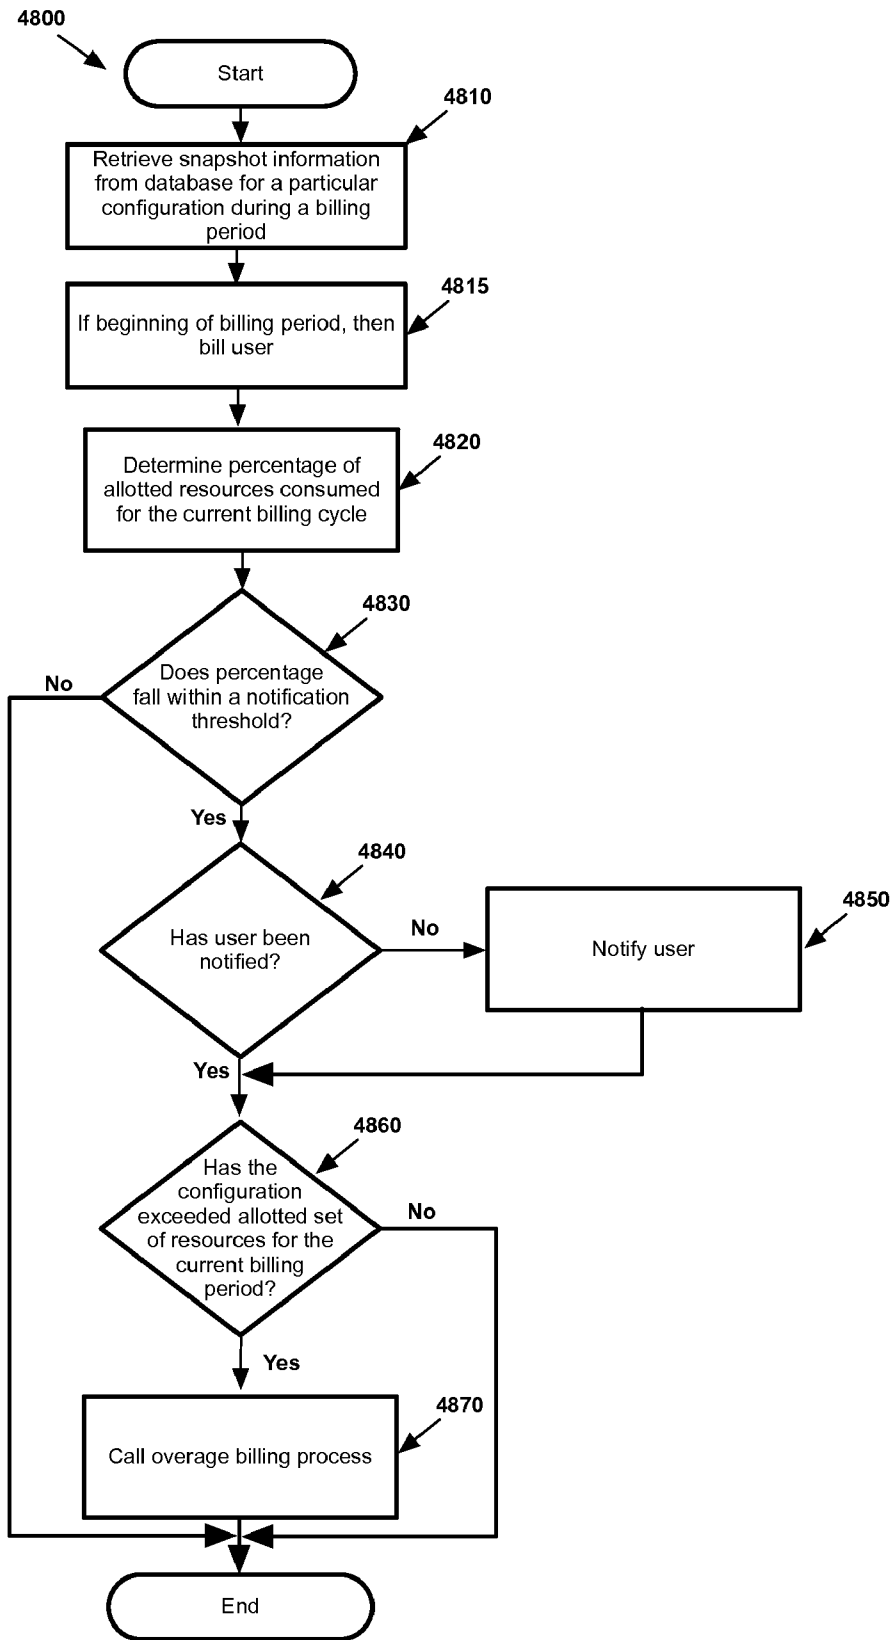 4800
Start
4810
Retrieve snapshot information
from database for a particular
configuration during a billing
period
4815
If beginning of billing period, then
bill user
4820
Determine percentage of
allotted resources consumed
for the current billing cycle
4830
Does percentage
fall within a notification
threshold?
No
Yes
4840
Has user been
notified?
No
4850
Notify user
Yes
4860
Has the
configuration
exceeded allotted set
of resources for the
current billing
period?
No
Yes
4870
Call overage billing process
End